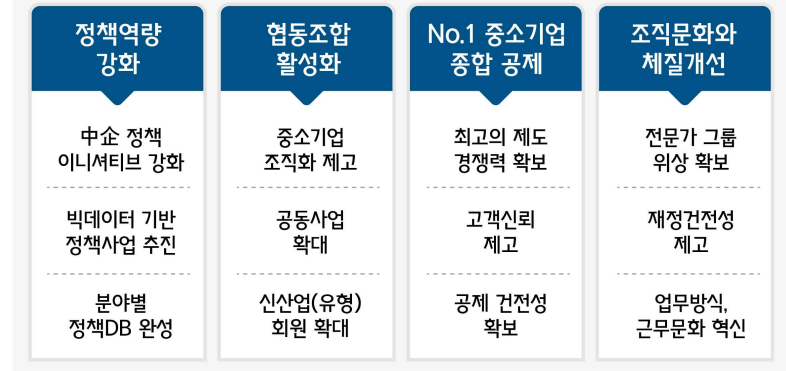 정책역량
강화
中企 정책
이니셔티브 강화
빅데이터 기반
정책사업 추진
분야별
정책DB 완성
협동조합
활성화
중소기업
조직화 제고
공동사업
확대
신산업(유형)
회원 확대
No.1 중소기업
종합 공제
최고의 제도
경쟁력 확보
고객신뢰
제고
공제 건전성
확보
조직문화와
체질개선
전문가 그룹
위상 확보
재정건전성
제고
업무방식,
근무문화 혁신